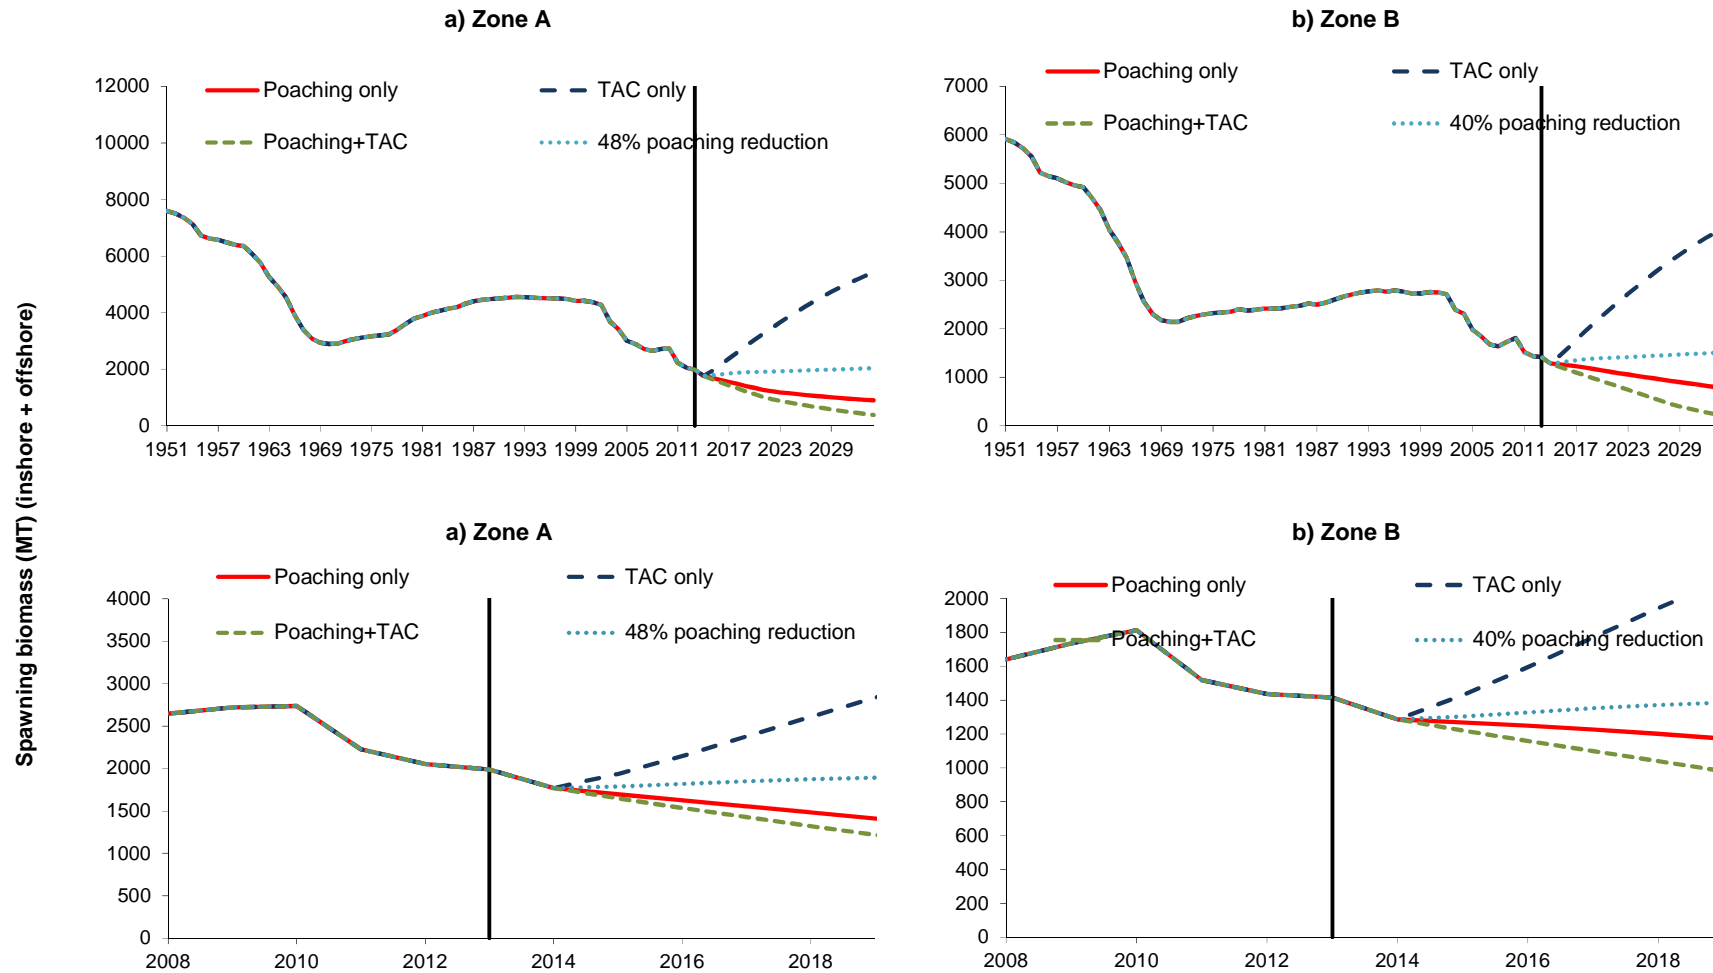 a) Zone A
b) Zone B
Poaching only
TAC only
Poaching+TAC
48% poaching reduction
12000
10000
8000
6000
4000
2000
0
1951 1957 1963 1969 1975 1981 1987 1993 1999 2005 2011 2017 2023 2029
Poaching only
TAC only
Poaching+TAC
40% poaching reduction
7000
6000
5000
4000
3000
2000
1000
0
1951 1957 1963 1969 1975 1981 1987 1993 1999 2005 2011 2017 2023 2029
Spawning biomass (MT) (inshore + offshore)
a) Zone A
b) Zone B
Poaching only
TAC only
Poaching+TAC
48% poaching reduction
4000
3500
3000
2500
2000
1500
1000
500
0
2008 2010 2012 2014 2016 2018
Poaching only
TAC only
Poaching+TAC
40% poaching reduction
2000
1800
1600
1400
1200
1000
800
600
400
200
0
2008 2010 2012 2014 2016 2018